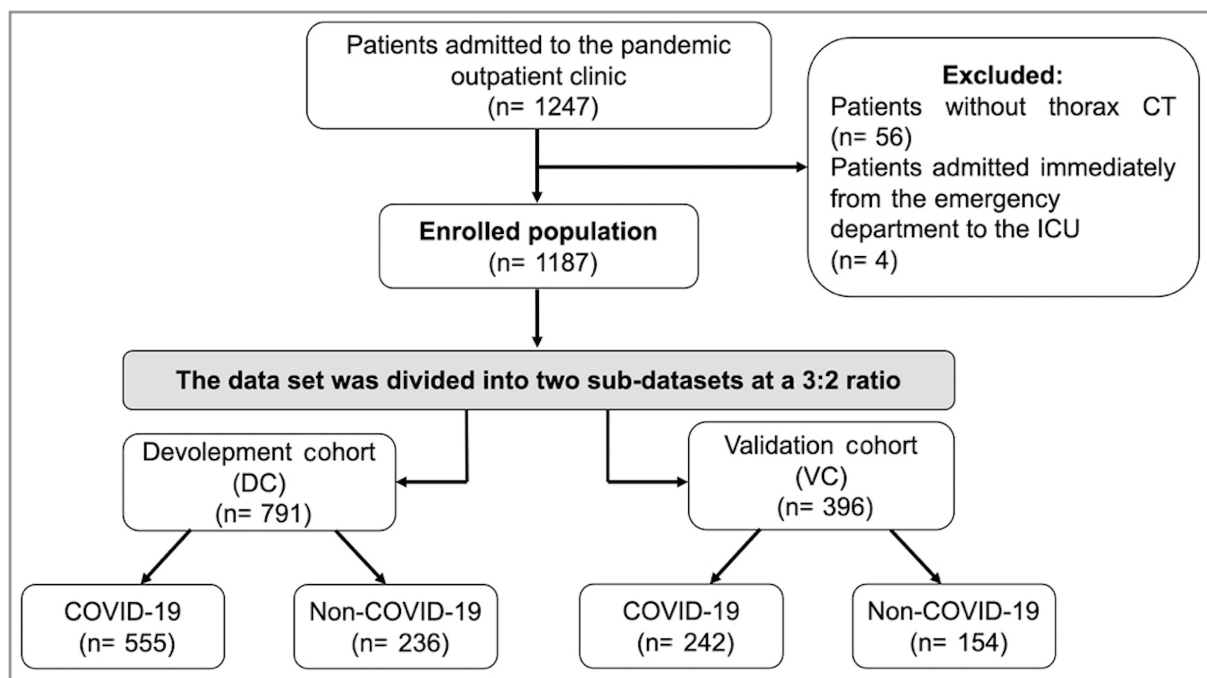 Patients admitted to the pandemic
outpatient clinic
(n= 1247)
Excluded:
Patients without thorax CT
(n= 56)
Patients admitted immediately
from the emergency
department to the ICU
(n= 4)
Enrolled population
(n= 1187)
The data set was divided into two sub-datasets at a 3:2 ratio
Devolepment cohort
(DC)
(n= 791)
Validation cohort
(VC)
(n= 396)
COVID-19
(n= 555)
Non-COVID-19
(n= 236)
COVID-19
(n= 242)
Non-COVID-19
(n= 154)